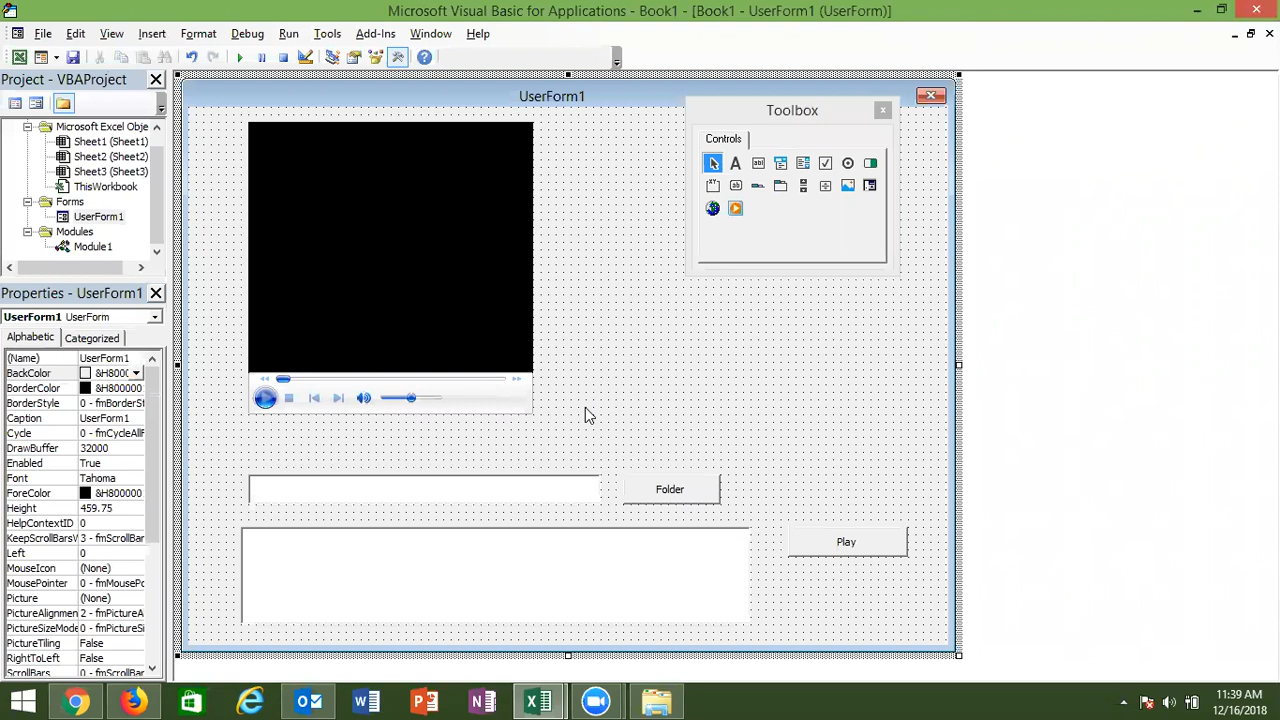 Microsoft Visual Basic for Applications - Book1 - [Book1 - UserForm1 (UserForm)]
File Edit View Insert Format Debug Run Tools Add-Ins Window Help
Project - VBAProject
Microsoft Excel Obje
Sheet1 (Sheet1)
Sheet2 (Sheet2)
Sheet3 (Sheet3)
ThisWorkbook
Forms
UserForm1
Modules
Module1
Properties - UserForm1
UserForm1 UserForm
Alphabetic Categorized
(Name) UserForm1
BackColor &H8000
BorderColor &H800000
BorderStyle 0 - fmBorderSt
Caption UserForm1
Cycle 0 - fmCycleAllF
DrawBuffer 32000
Enabled True
Font Tahoma
ForeColor &H800000
Height 459.75
HelpContextID 0
KeepScrollBarsV 3 - fmScrollBar
Left 0
MouseIcon (None)
MousePointer 0 - fmMousePo
Picture (None)
PictureAlignmen 2 - fmPictureA
PictureSizeMode 0 - fmPictureSi
PictureTiling False
RightToLeft False
ScrollBars 0 - fmScrollBar
UserForm1
Toolbox
Controls
Folder
Play
11:39 AM
12/16/2018